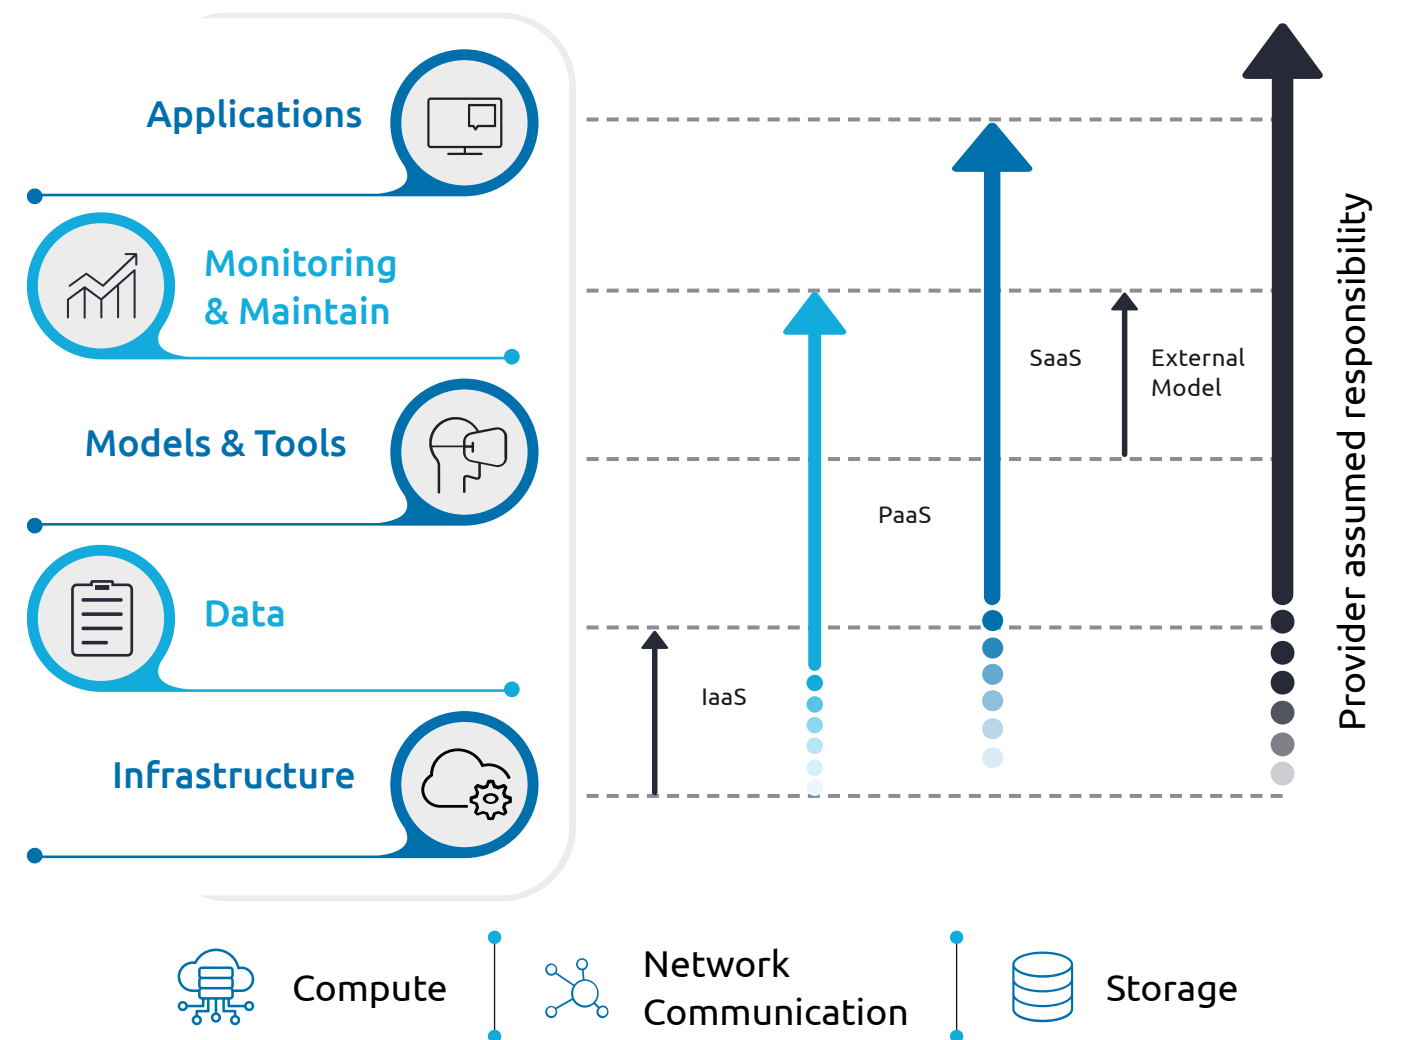 Applications
Monitoring
& Maintain
Models & Tools
Data
Infrastructure
IaaS
PaaS
SaaS
External
Model
Provider assumed responsibility
Compute
Network
Communication
Storage